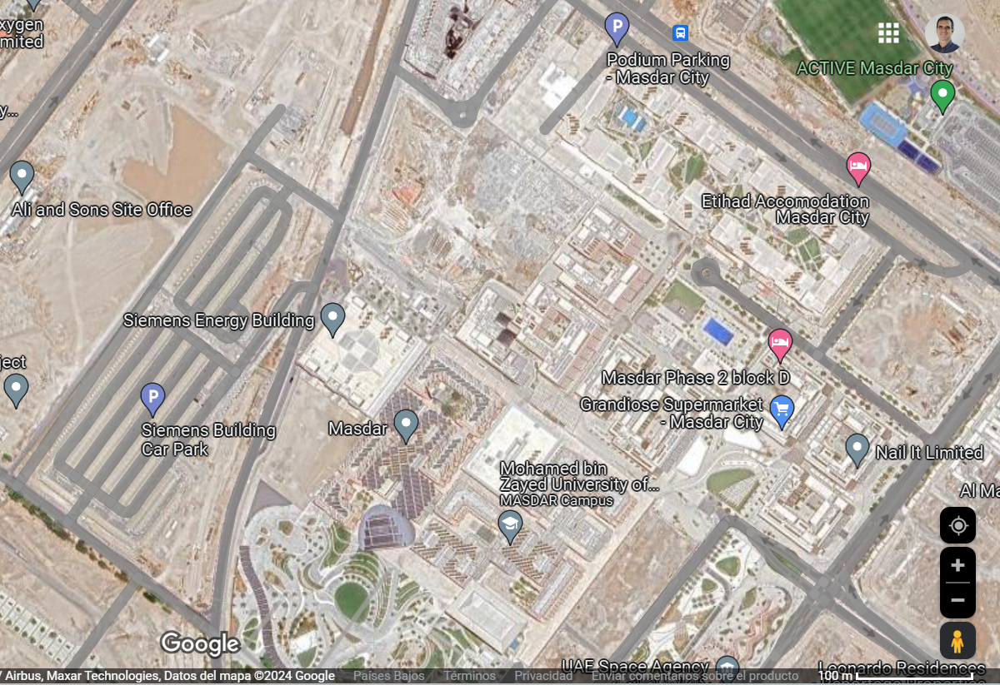 xygen
mited
Podium Parking
- Masdar City
ACTIVE Masdar City
y...
Ali and Sons Site Office
Etihad Accomodation
Masdar City
Siemens Energy Building
ject
Masdar Phase 2 block D
Grandiose Supermarket
- Masdar City
Siemens Building
Car Park
Masdar
Nail It Limited
Mohamed bin
Zayed University of...
MASDAR Campus
Al Ma
Google
UAE Space Agency
Leonardo Residences
/ Airbus, Maxar Technologies, Datos del mapa ©2024 Google
Países Bajos
Términos
Privacidad
Enviar comentarios sobre el producto
100 m